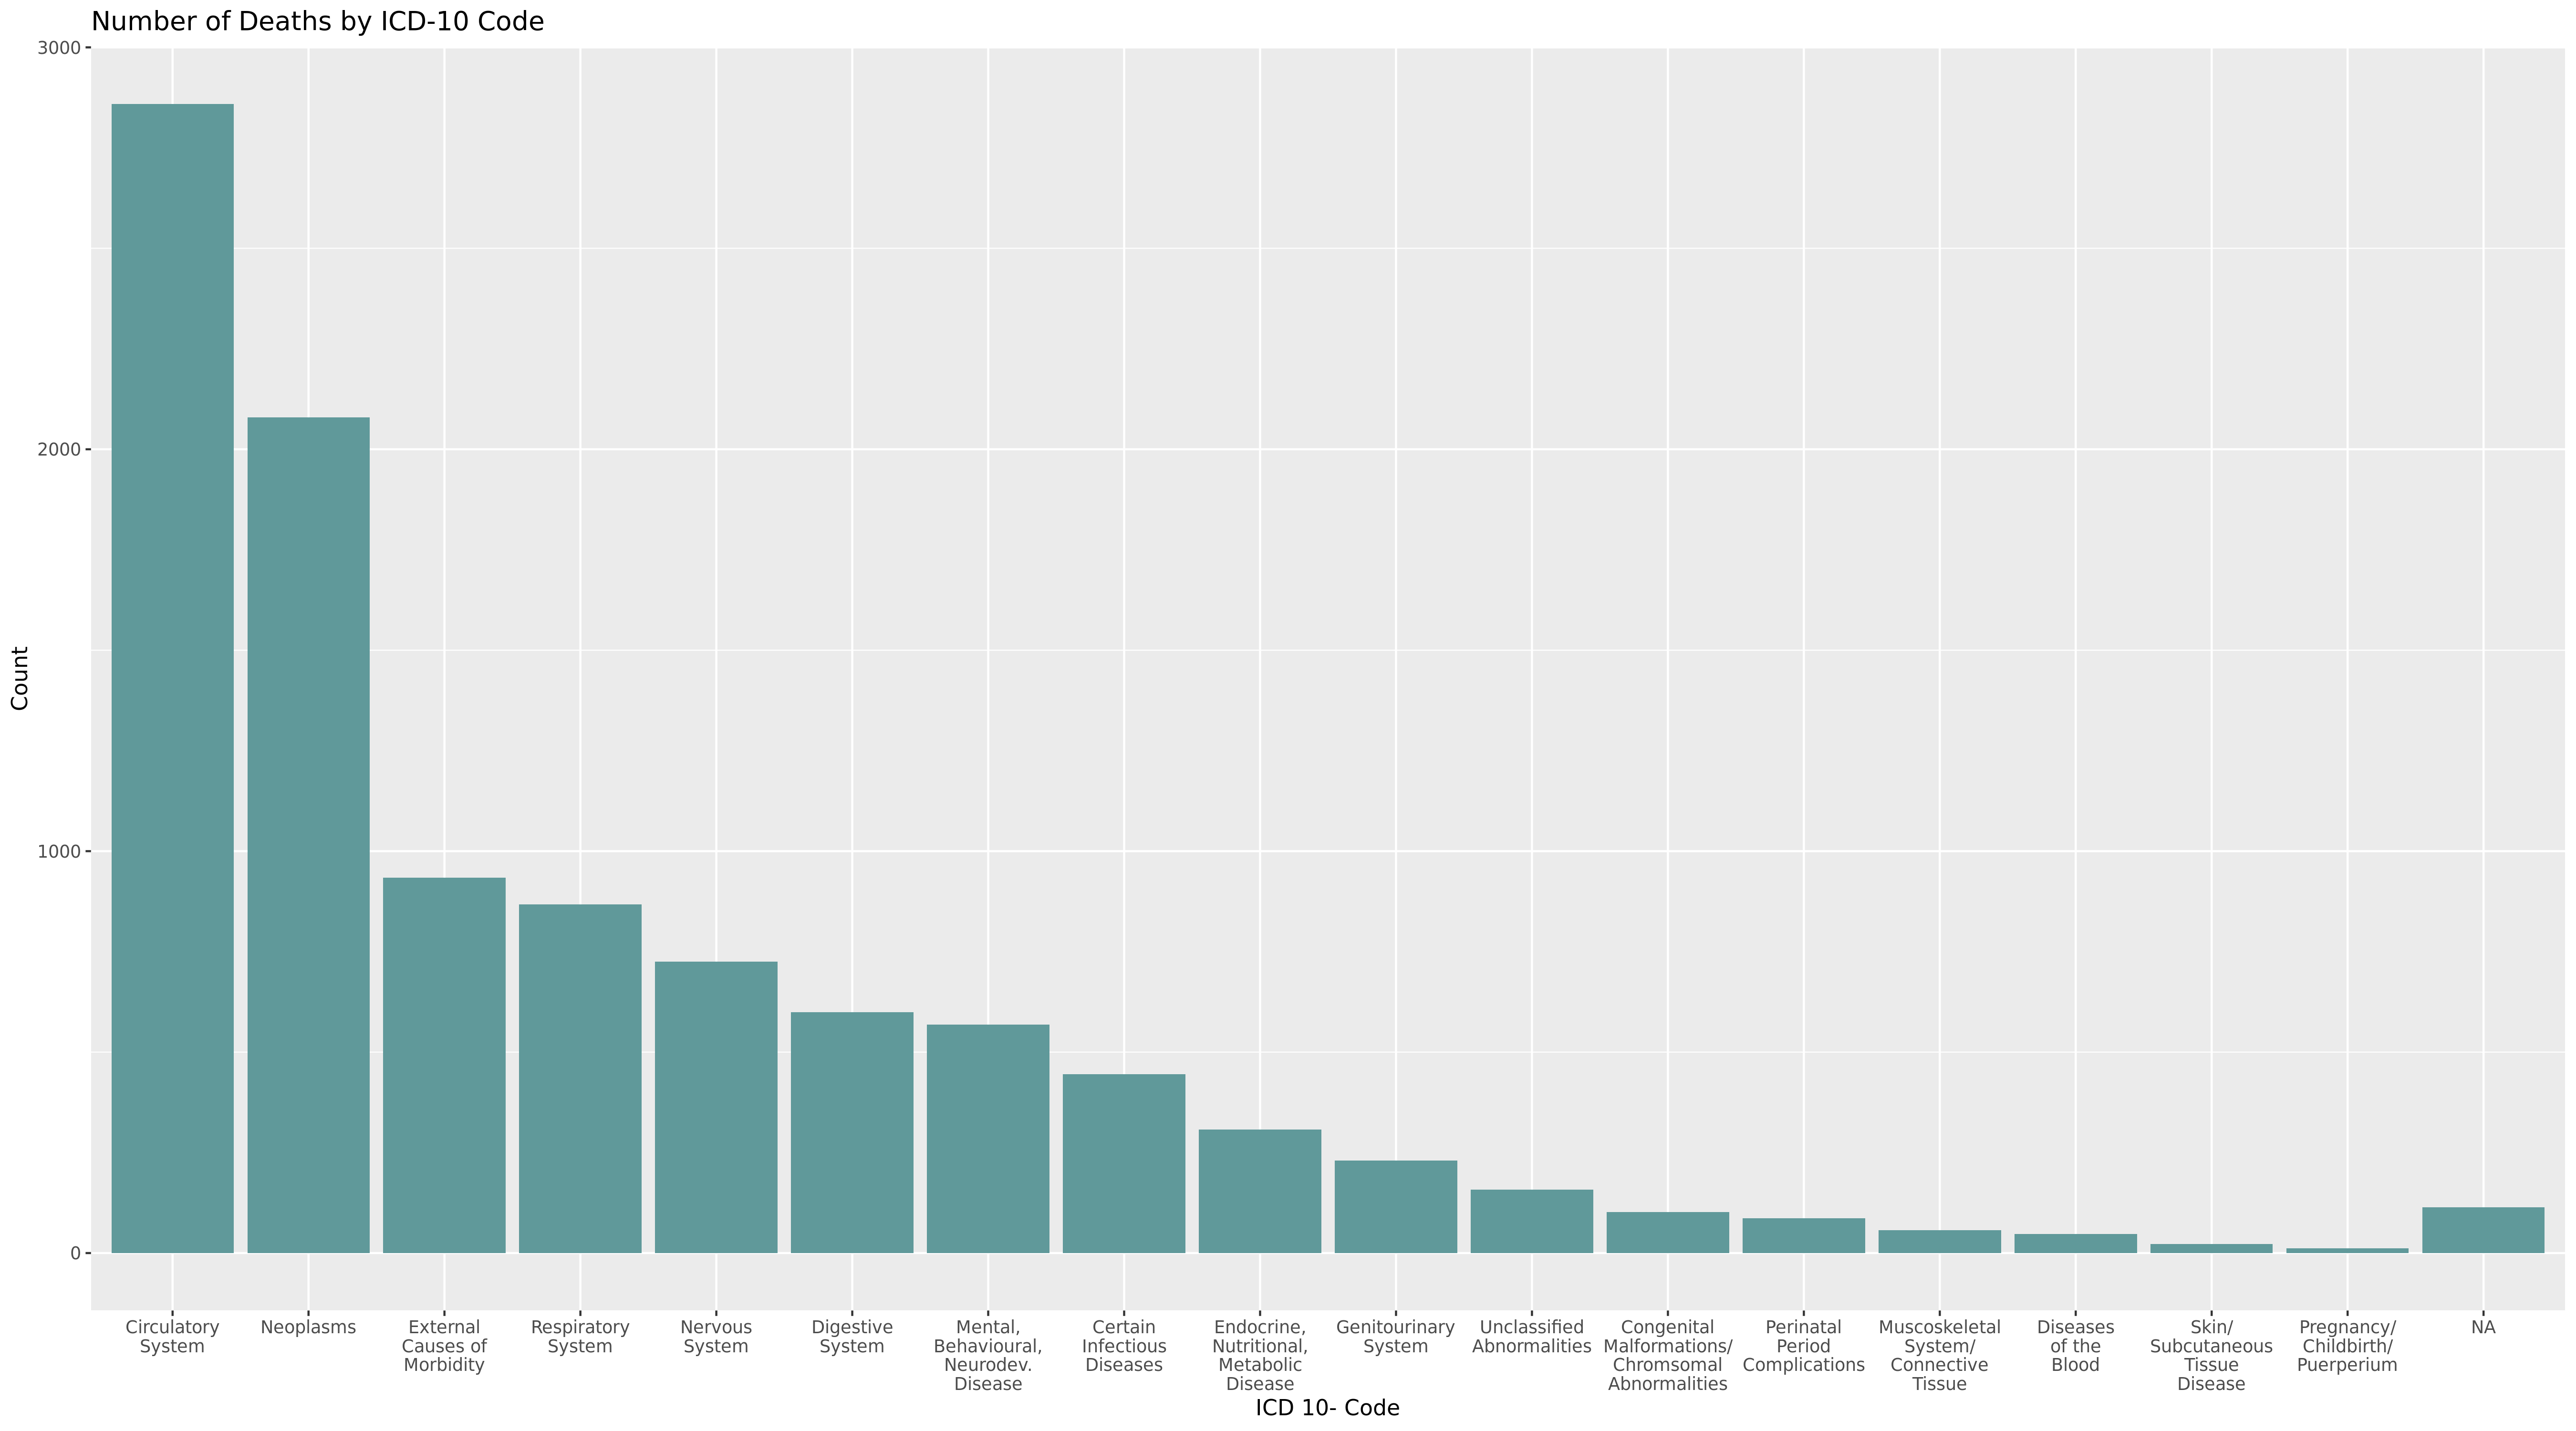 Number of Deaths by ICD-10 Code
3000
2000
1000
0
Count
Circulatory
System
Neoplasms
External
Causes of
Morbidity
Respiratory
System
Nervous
System
Digestive
System
Mental,
Behavioural,
Neurodev.
Disease
Certain
Infectious
Diseases
Endocrine,
Nutritional,
Metabolic
Disease
Genitourinary
System
Unclassified
Abnormalities
Congenital
Malformations/
Chromsomal
Abnormalities
Perinatal
Period
Complications
Muscoskeletal
System/
Connective
Tissue
Diseases
of the
Blood
Skin/
Subcutaneous
Tissue
Disease
Pregnancy/
Childbirth/
Puerperium
NA
ICD 10- Code